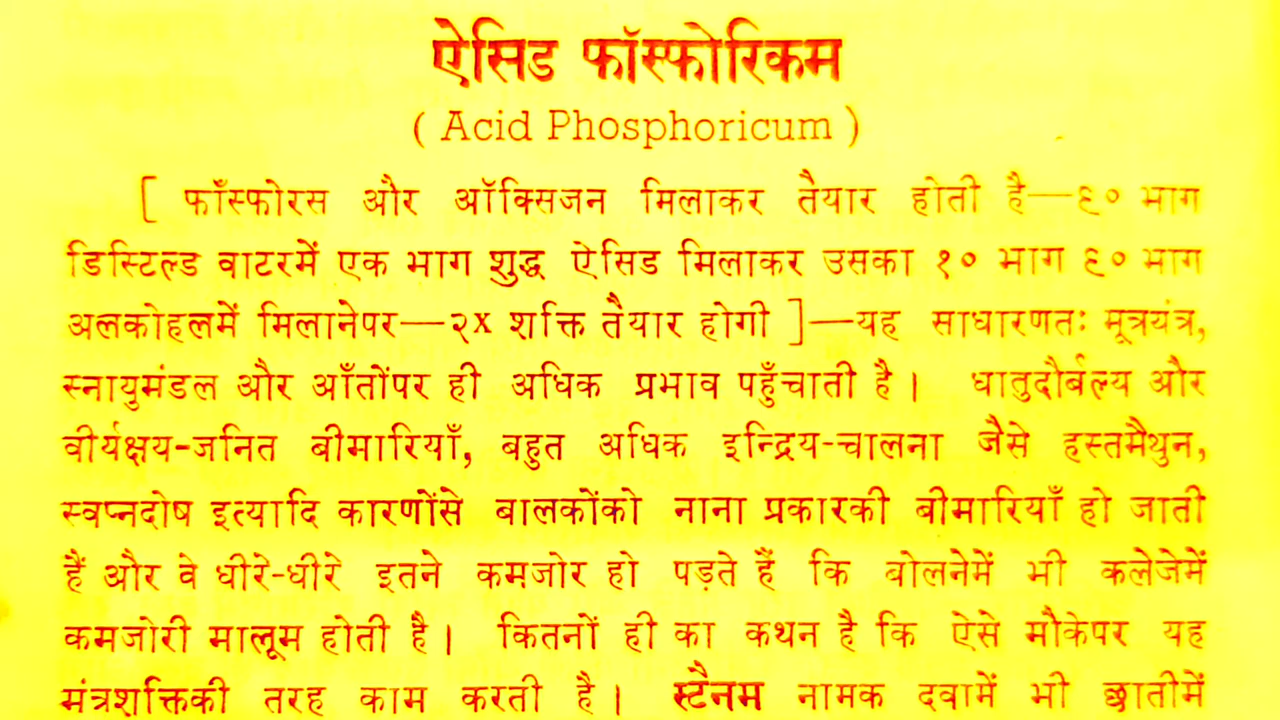 ऐसिड फॉस्फोरिकम
( Acid Phosphoricum )
[ फॉस्फोरस और ऑक्सिजन मिलाकर तैयार होती है—९० भाग
डिस्टिल्ड वाटरमें एक भाग शुद्ध ऐसिड मिलाकर उसका १० भाग ९० भाग
अलकोहलमें मिलानेपर—२x शक्ति तैयार होगी ]—यह साधारणतः मूत्रयंत्र,
स्नायुमंडल और आँतोंपर ही अधिक प्रभाव पहुँचाती है। धातुदौर्बल्य और
वीर्यक्षय-जनित बीमारियाँ, बहुत अधिक इन्द्रिय-चालना जैसे हस्तमैथुन,
स्वप्नदोष इत्यादि कारणोंसे बालकोंको नाना प्रकारकी बीमारियाँ हो जाती
हैं और वे धीरे-धीरे इतने कमजोर हो पड़ते हैं कि बोलनेमें भी कलेजेमें
कमजोरी मालूम होती है। कितनों ही का कथन है कि ऐसे मौकेपर यह
मंत्रशक्तिकी तरह काम करती है। स्टैनम नामक दवामें भी छातीमें